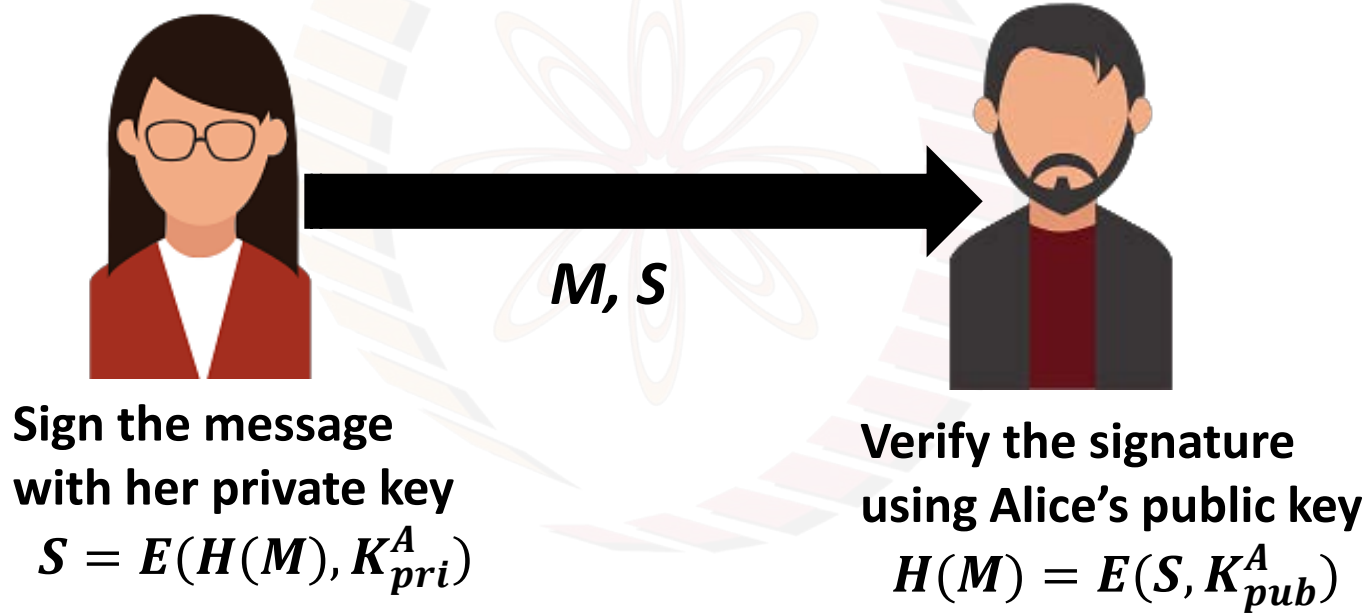 M, S
Sign the message
with her private key
S = E(H(M), K^A_pri)
Verify the signature
using Alice's public key
H(M) = E(S, K^A_pub)